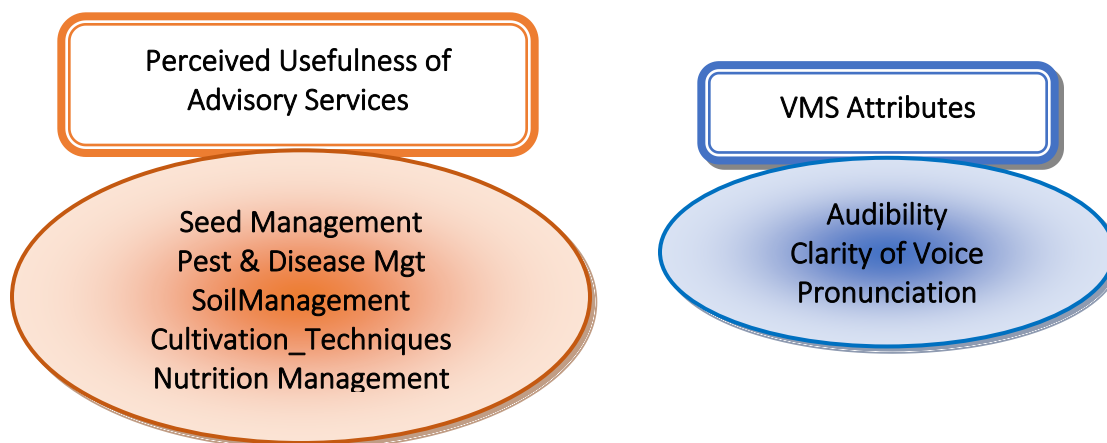 Perceived Usefulness of
Advisory Services
Seed Management
Pest & Disease Mgt
SoilManagement
Cultivation_Techniques
Nutrition Management
VMS Attributes
Audibility
Clarity of Voice
Pronunciation